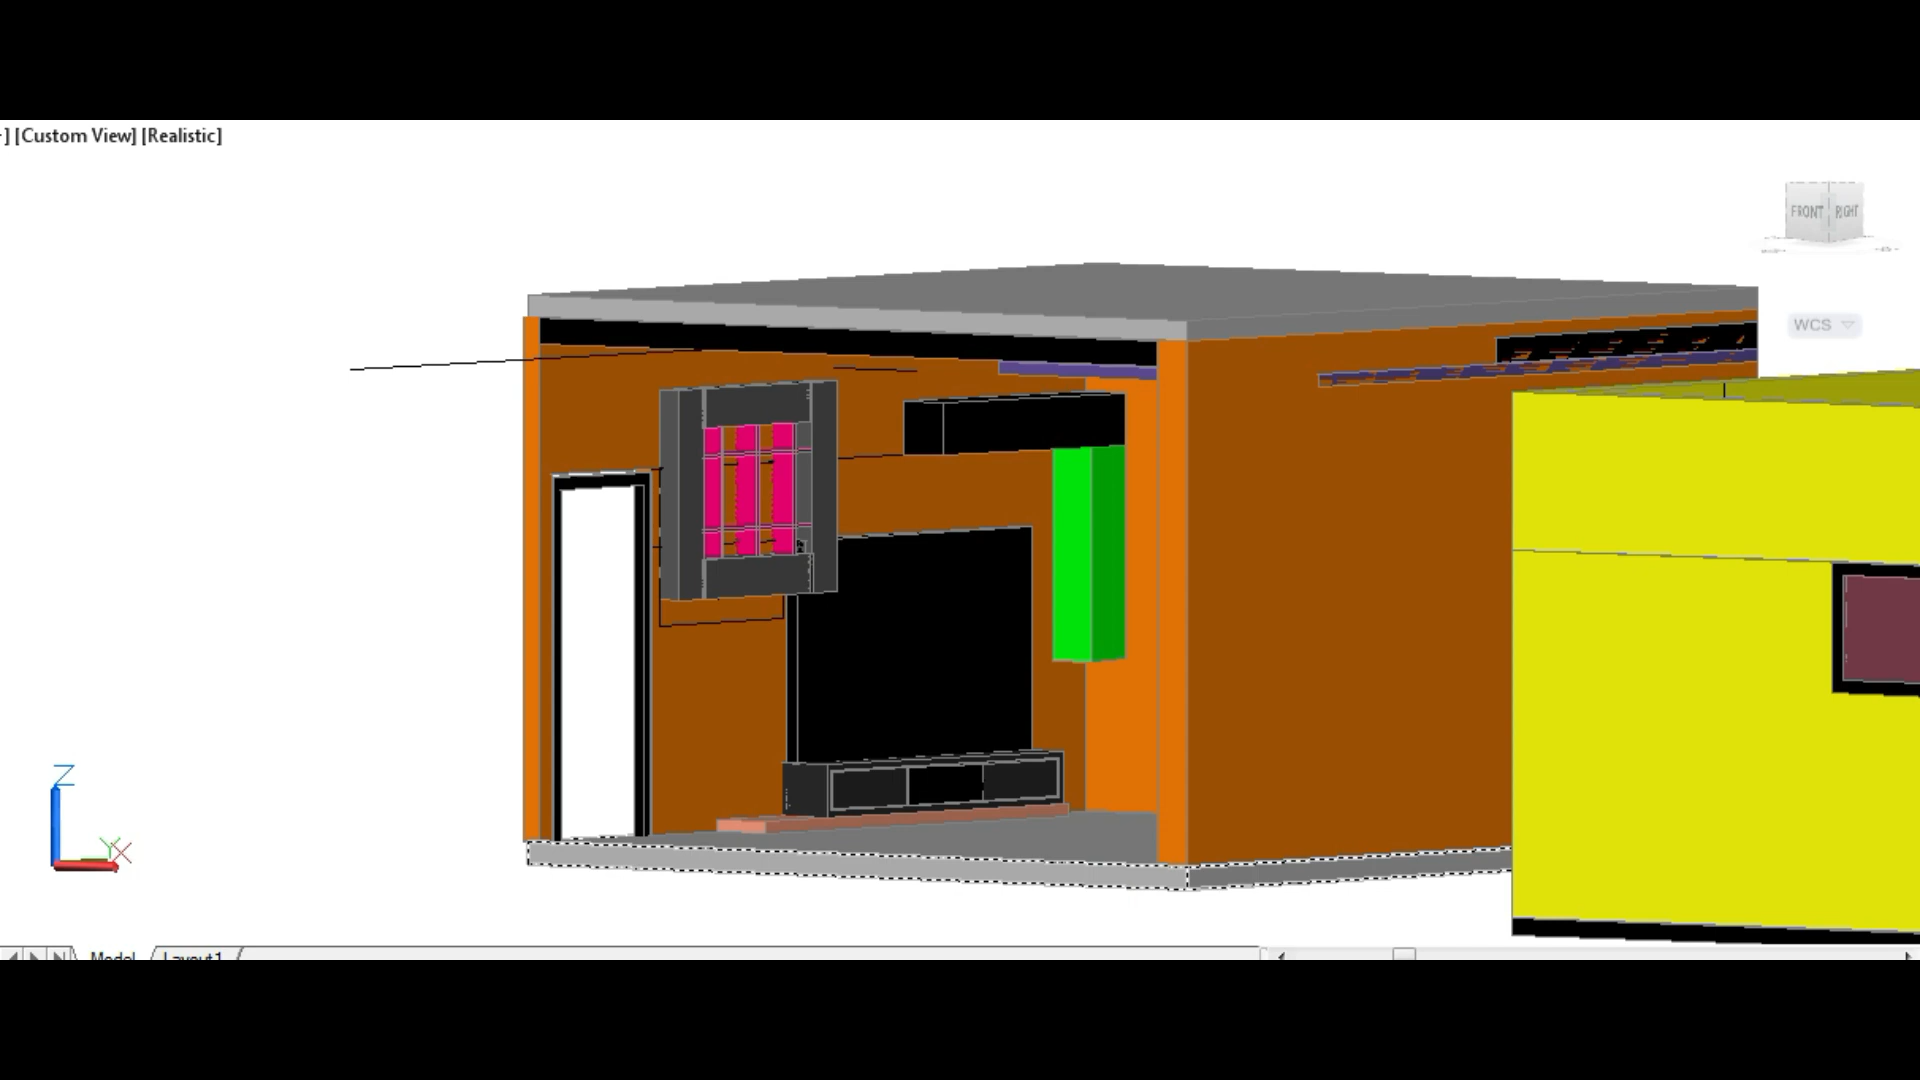 ] [Custom View] [Realistic]
FRONT RIGHT
WCS
Z
Y X
Model Layout1